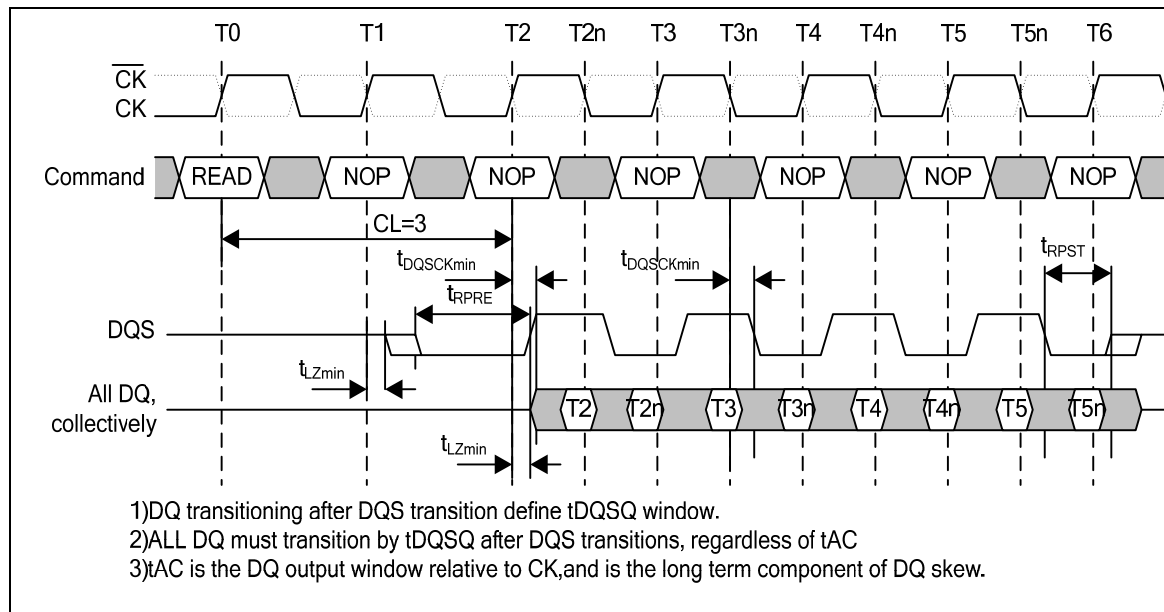 T0 T1 T2 T2n T3 T3n T4 T4n T5 T5n T6
CK
CK
Command READ NOP NOP NOP NOP NOP NOP
CL=3
tDQSCKmin tDQSCKmin tRPST
tRPRE
DQS
tLZmin
All DQ,
collectively
T2 T2n T3 T3n T4 T4n T5 T5n
tLZmin
1)DQ transitioning after DQS transition define tDQSQ window.
2)ALL DQ must transition by tDQSQ after DQS transitions, regardless of tAC
3)tAC is the DQ output window relative to CK,and is the long term component of DQ skew.